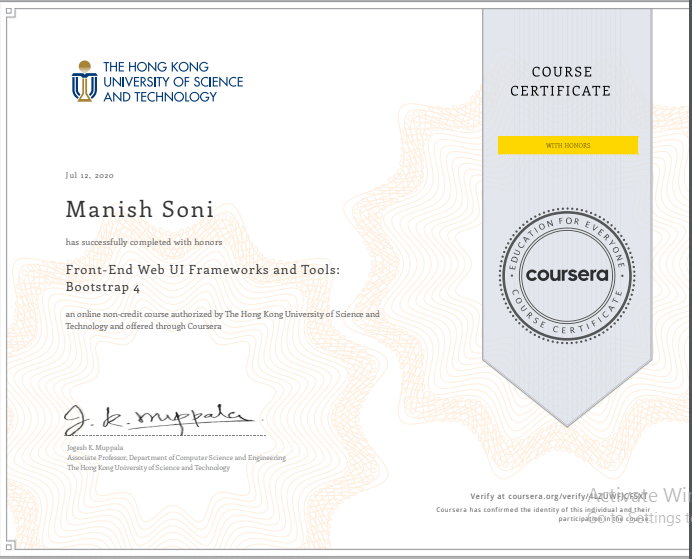 THE HONG KONG
UNIVERSITY OF SCIENCE
AND TECHNOLOGY
COURSE
CERTIFICATE
WITH HONORS
Jul 12, 2020
Manish Soni
has successfully completed with honors
Front-End Web UI Frameworks and Tools:
Bootstrap 4
an online non-credit course authorized by The Hong Kong University of Science and
Technology and offered through Coursera
EDUCATION FOR EVERYONE
coursera
COURSE CERTIFICATE
J. K. Muppala
Jogesh K. Muppala
Associate Professor, Department of Computer Science and Engineering
The Hong Kong University of Science and Technology
Verify at coursera.org/verify/
Coursera has confirmed the identity of this individual and their
participation in the course.
Activate Wi
ettings t